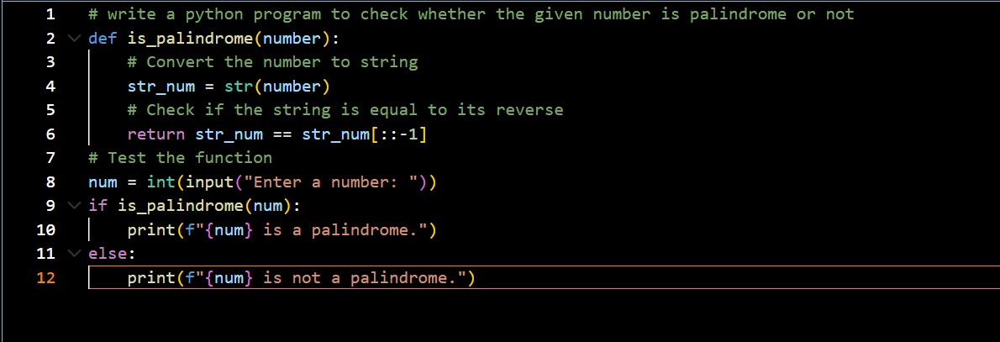 1 # write a python program to check whether the given number is palindrome or not
2 def is_palindrome(number):
3     # Convert the number to string
4     str_num = str(number)
5     # Check if the string is equal to its reverse
6     return str_num == str_num[::-1]
7 # Test the function
8 num = int(input("Enter a number: "))
9 if is_palindrome(num):
10     print(f"{num} is a palindrome.")
11 else:
12     print(f"{num} is not a palindrome.")